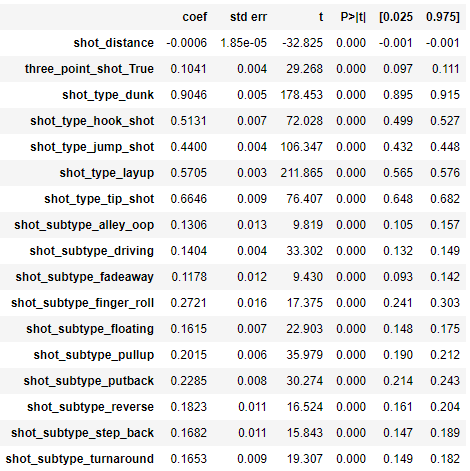 coef std err t P>|t| [0.025 0.975]
shot_distance -0.0006 1.85e-05 -32.825 0.000 -0.001 -0.001
three_point_shot_True 0.1041 0.004 29.268 0.000 0.097 0.111
shot_type_dunk 0.9046 0.005 178.453 0.000 0.895 0.915
shot_type_hook_shot 0.5131 0.007 72.028 0.000 0.499 0.527
shot_type_jump_shot 0.4400 0.004 106.347 0.000 0.432 0.448
shot_type_layup 0.5705 0.003 211.865 0.000 0.565 0.576
shot_type_tip_shot 0.6646 0.009 76.407 0.000 0.648 0.682
shot_subtype_alley_oop 0.1306 0.013 9.819 0.000 0.105 0.157
shot_subtype_driving 0.1404 0.004 33.302 0.000 0.132 0.149
shot_subtype_fadeaway 0.1178 0.012 9.430 0.000 0.093 0.142
shot_subtype_finger_roll 0.2721 0.016 17.375 0.000 0.241 0.303
shot_subtype_floating 0.1615 0.007 22.903 0.000 0.148 0.175
shot_subtype_pullup 0.2015 0.006 35.979 0.000 0.190 0.212
shot_subtype_putback 0.2285 0.008 30.274 0.000 0.214 0.243
shot_subtype_reverse 0.1823 0.011 16.524 0.000 0.161 0.204
shot_subtype_step_back 0.1682 0.011 15.843 0.000 0.147 0.189
shot_subtype_turnaround 0.1653 0.009 19.307 0.000 0.149 0.182